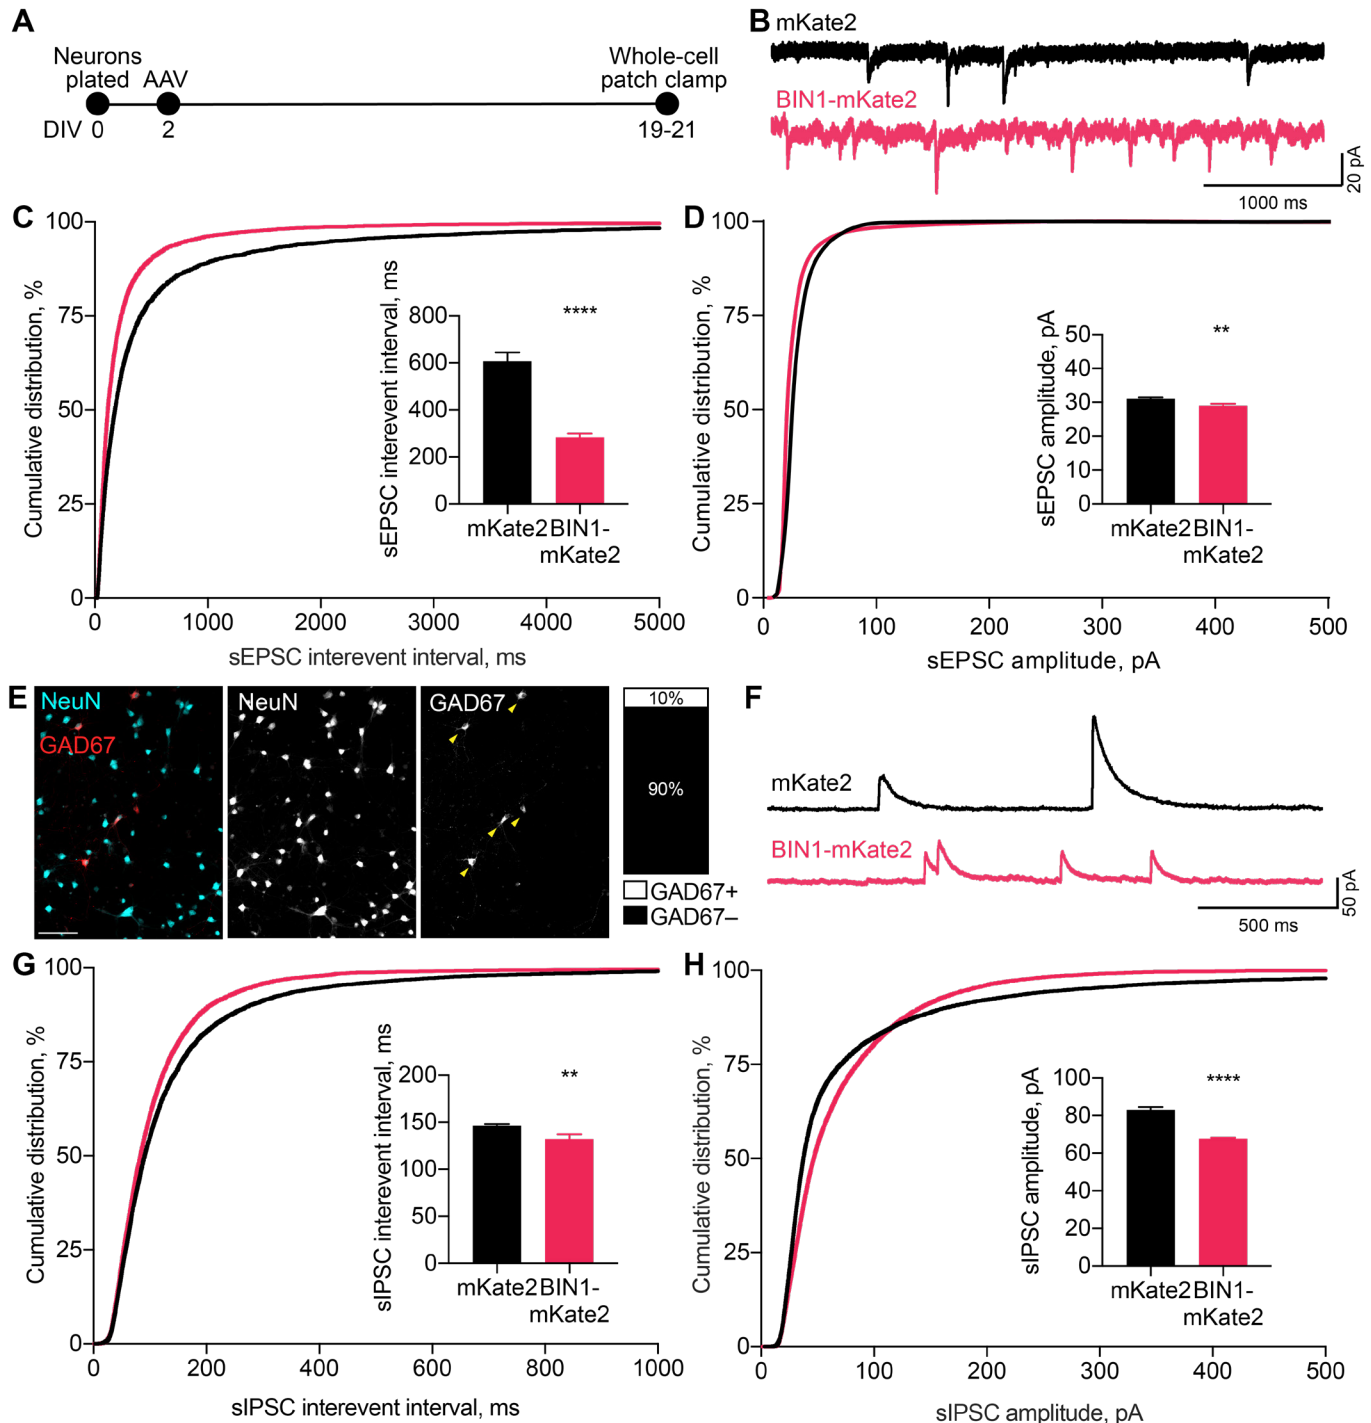 A
Neurons
plated
AAV
Whole-cell
patch clamp
DIV 0 2 19-21
B
mKate2
BIN1-mKate2
20 pA
1000 ms
C
Cumulative distribution, %
100
75
50
25
0
0 1000 2000 3000 4000 5000
sEPSC interevent interval, ms
sEPSC interevent interval, ms
800
600
400
200
0
****
mKate2 BIN1-
mKate2
D
Cumulative distribution, %
100
75
50
25
0
0 100 200 300 400 500
sEPSC amplitude, pA
sEPSC amplitude, pA
50
40
30
20
10
0
**
mKate2 BIN1-
mKate2
E
NeuN
GAD67
NeuN
GAD67
10%
90%
GAD67+
GAD67–
F
mKate2
BIN1-mKate2
50 pA
500 ms
G
Cumulative distribution, %
100
75
50
25
0
0 200 400 600 800 1000
sIPSC interevent interval, ms
sIPSC interevent interval, ms
200
150
100
50
0
**
mKate2 BIN1-
mKate2
H
Cumulative distribution, %
100
75
50
25
0
0 100 200 300 400 500
sIPSC amplitude, pA
sIPSC amplitude, pA
100
80
60
40
20
0
****
mKate2 BIN1-
mKate2